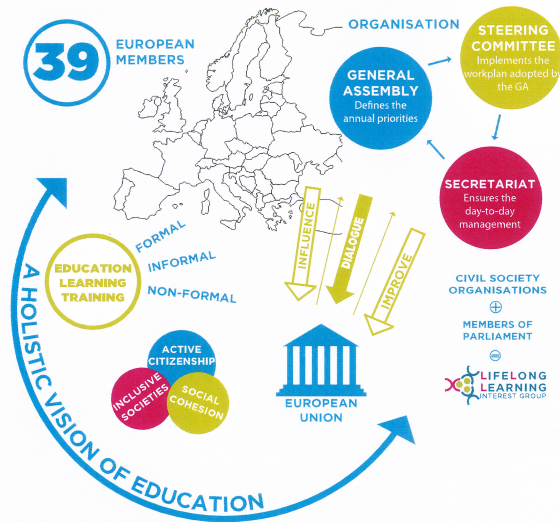 39
EUROPEAN
MEMBERS
ORGANISATION
GENERAL
ASSEMBLY
Defines the
annual priorities
STEERING
COMMITTEE
Implements the
workplan adopted by
the GA
SECRETARIAT
Ensures the
day-to-day
management
INFLUENCE
DIALOGUE
IMPROVE
EDUCATION
LEARNING
TRAINING
FORMAL
INFORMAL
NON-FORMAL
ACTIVE
CITIZENSHIP
INCLUSIVE
SOCIETIES
SOCIAL
COHESION
EUROPEAN
UNION
CIVIL SOCIETY
ORGANISATIONS
+
MEMBERS OF
PARLIAMENT
=
LIFELONG
LEARNING
INTEREST GROUP
A HOLISTIC VISION OF EDUCATION